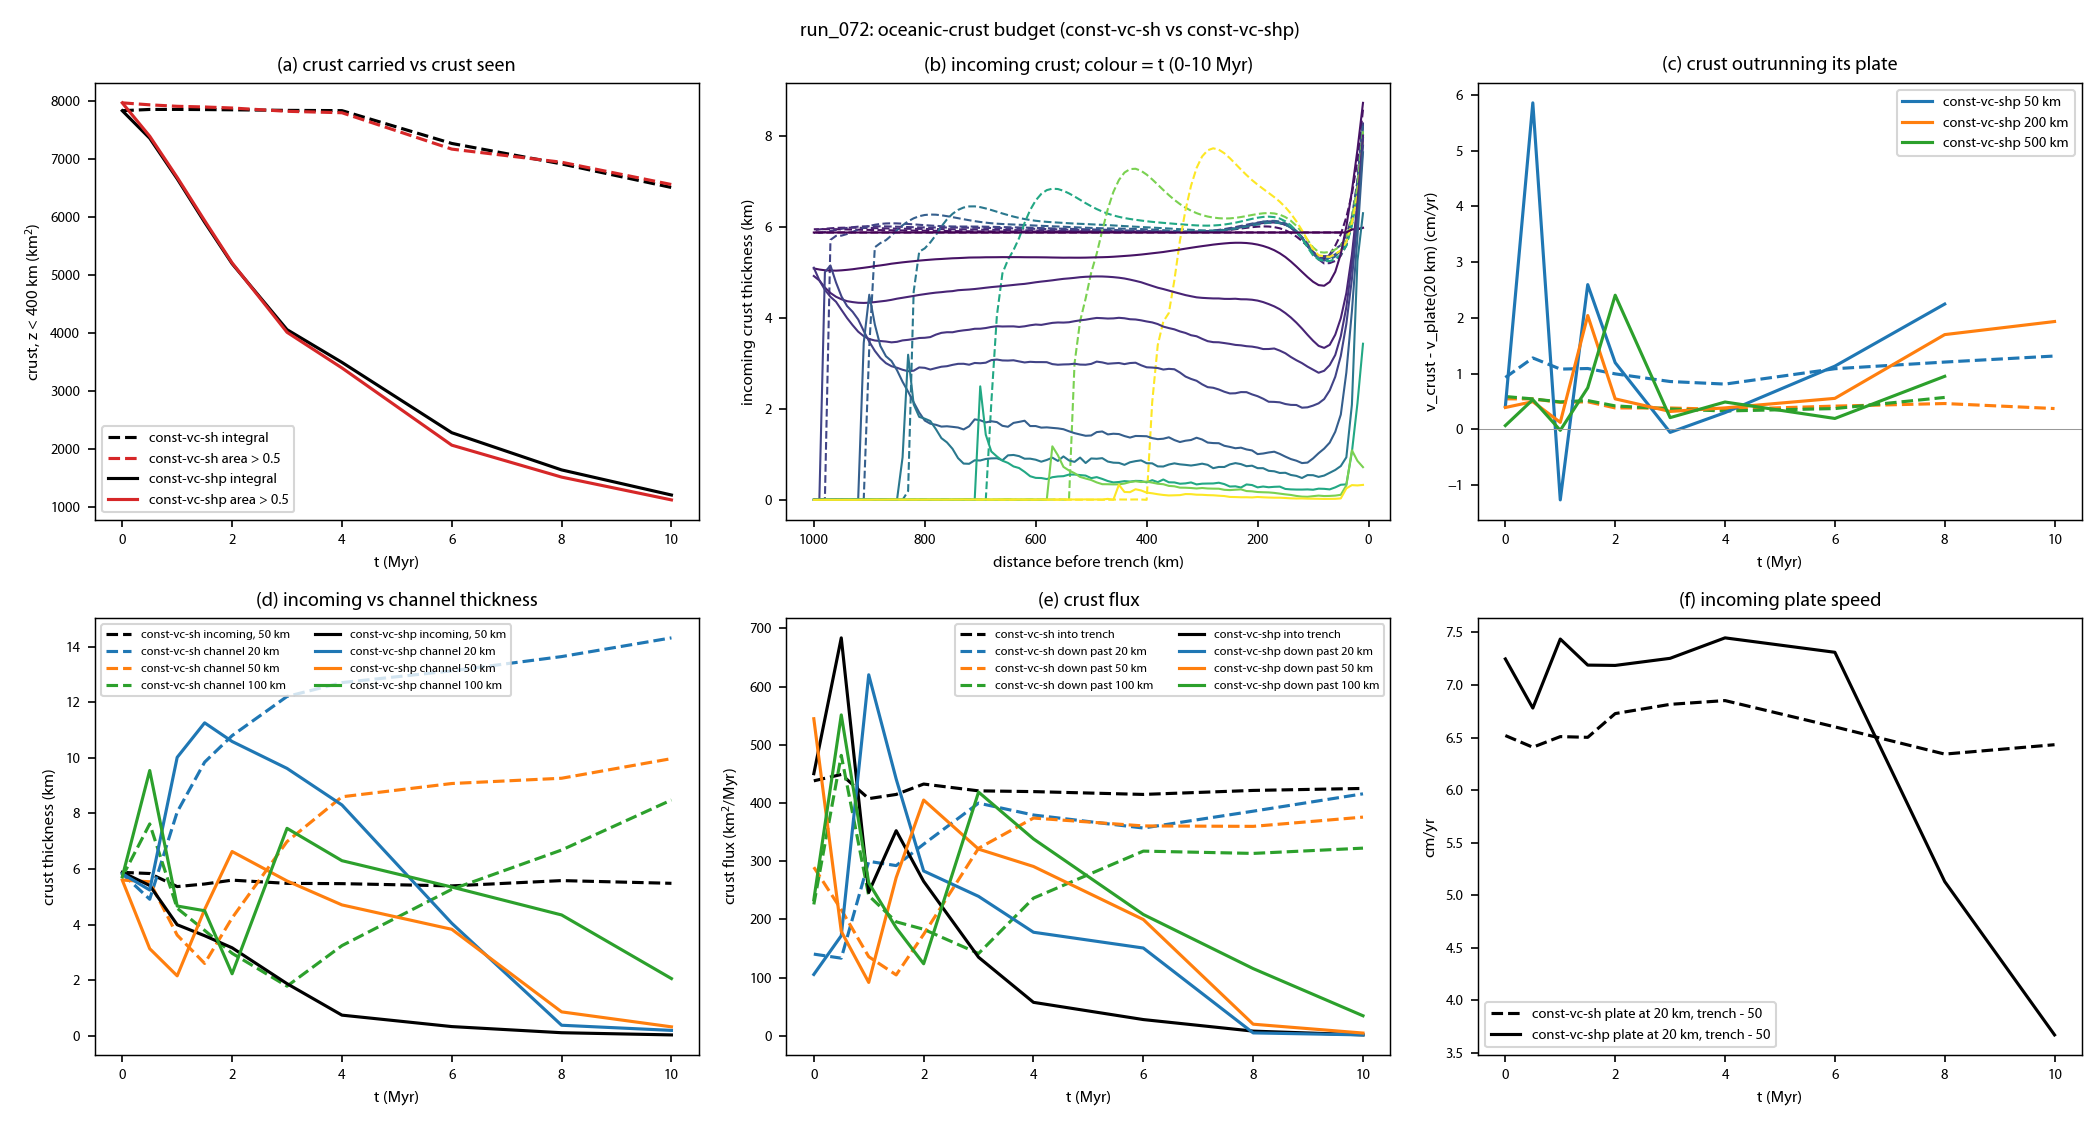 run_072: oceanic-crust budget (const-vc-sh vs const-vc-shp)
(a) crust carried vs crust seen
crust, z < 400 km (km²)
8000
7000
6000
5000
4000
3000
2000
1000
const-vc-sh integral
const-vc-sh area > 0.5
const-vc-shp integral
const-vc-shp area > 0.5
0 2 4 6 8 10
t (Myr)
(b) incoming crust; colour = t (0-10 Myr)
incoming crust thickness (km)
8
6
4
2
0
1000 800 600 400 200 0
distance before trench (km)
(c) crust outrunning its plate
v_crust - v_plate(20 km) (cm/yr)
6
5
4
3
2
1
0
−1
const-vc-shp 50 km
const-vc-shp 200 km
const-vc-shp 500 km
0 2 4 6 8 10
t (Myr)
(d) incoming vs channel thickness
crust thickness (km)
14
12
10
8
6
4
2
0
const-vc-sh incoming, 50 km
const-vc-sh channel 20 km
const-vc-sh channel 50 km
const-vc-sh channel 100 km
const-vc-shp incoming, 50 km
const-vc-shp channel 20 km
const-vc-shp channel 50 km
const-vc-shp channel 100 km
0 2 4 6 8 10
t (Myr)
(e) crust flux
crust flux (km²/Myr)
700
600
500
400
300
200
100
0
const-vc-sh into trench
const-vc-sh down past 20 km
const-vc-sh down past 50 km
const-vc-sh down past 100 km
const-vc-shp into trench
const-vc-shp down past 20 km
const-vc-shp down past 50 km
const-vc-shp down past 100 km
0 2 4 6 8 10
t (Myr)
(f) incoming plate speed
cm/yr
7.5
7.0
6.5
6.0
5.5
5.0
4.5
4.0
3.5
const-vc-sh plate at 20 km, trench - 50
const-vc-shp plate at 20 km, trench - 50
0 2 4 6 8 10
t (Myr)